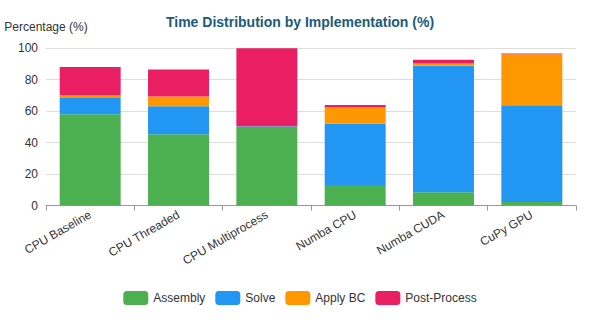 Time Distribution by Implementation (%)
Percentage (%)
100
80
60
40
20
0
CPU Baseline
CPU Threaded
CPU Multiprocess
Numba CPU
Numba CUDA
CuPy GPU
Assembly
Solve
Apply BC
Post-Process